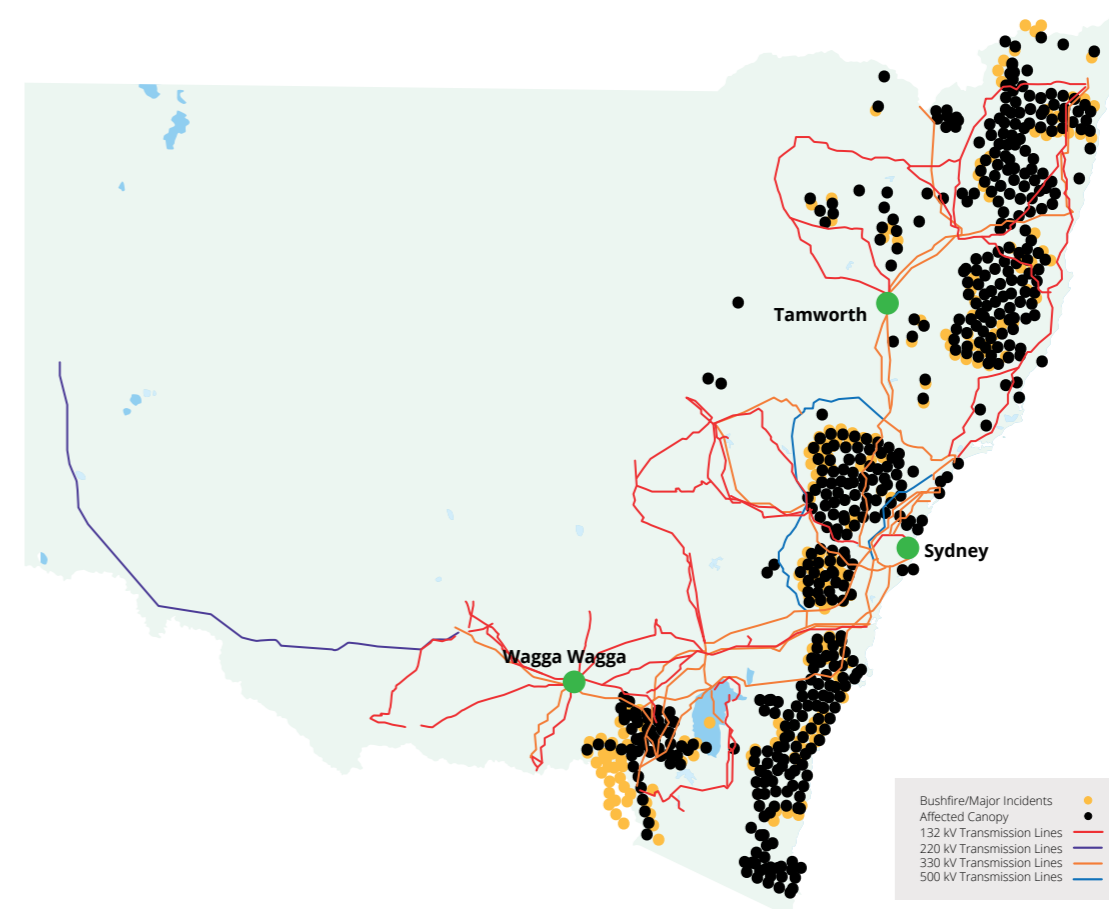 Tamworth
Sydney
Wagga Wagga
Bushfire/Major Incidents
Affected Canopy
132 kV Transmission Lines
220 kV Transmission Lines
330 kV Transmission Lines
500 kV Transmission Lines